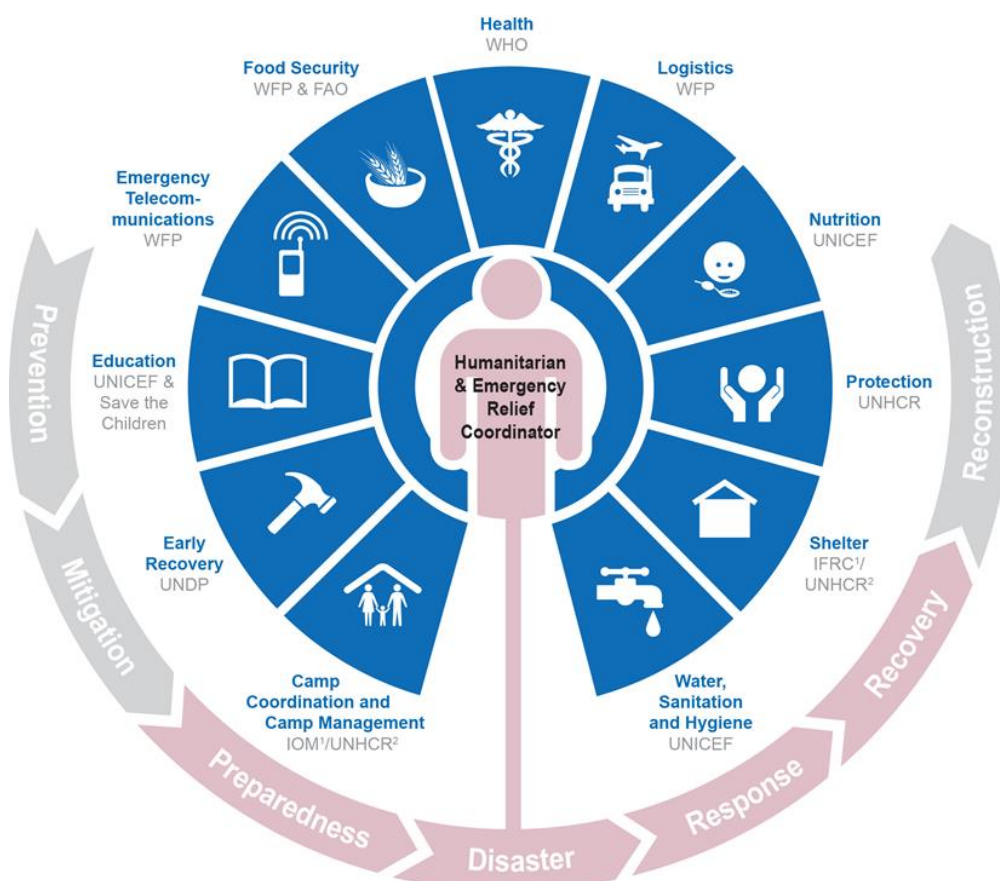 Health
WHO
Food Security
WFP & FAO
Logistics
WFP
Emergency
Telecom-
munications
WFP
Nutrition
UNICEF
Education
UNICEF &
Save the
Children
Humanitarian
& Emergency
Relief
Coordinator
Protection
UNHCR
Early
Recovery
UNDP
Shelter
IFRC¹/
UNHCR²
Camp
Coordination and
Camp Management
IOM¹/UNHCR²
Water,
Sanitation
and Hygiene
UNICEF
Prevention
Mitigation
Preparedness
Disaster
Response
Recovery
Reconstruction